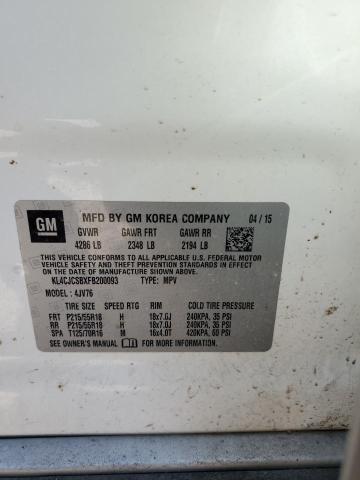 GM
MFD BY GM KOREA COMPANY 04 / 15
GVWR GAWR FRT GAWR RR
4286 LB 2348 LB 2194 LB
THIS VEHICLE CONFORMS TO ALL APPLICABLE U.S. FEDERAL MOTOR
VEHICLE SAFETY, BUMPER, AND THEFT PREVENTION STANDARDS
IN EFFECT ON THE DATE OF MANUFACTURE SHOWN ABOVE.
KL4CJCSBXFB200093 TYPE: MPV
MODEL: 4JV76
TIRE SIZE SPEED RTG RIM COLD TIRE PRESSURE
FRT P215/55R18 H 18x7.0J 240KPA, 35 PSI
RR P215/55R18 H 18x7.0J 240KPA, 35 PSI
SPA T125/70R16 M 16x4.0T 420KPA, 60 PSI
SEE OWNER'S MANUAL FOR MORE INFORMATION.